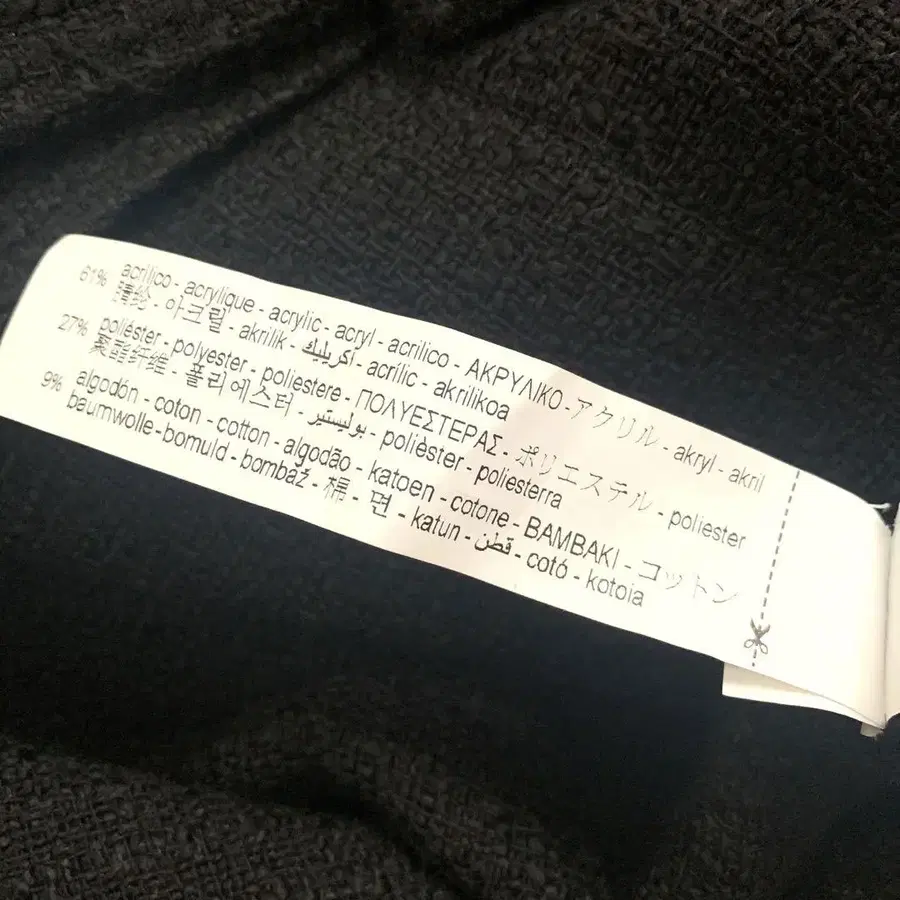 61% acrílico - acrylique - acrylic - acryl - acrilico - ΑΚΡΥΛΙΚΟ - アクリル - akryl - akril
腈纶 - 아크릴 - akrilik - أكريليك - acrílic - akrilikoa
27% poliéster - polyester - poliestere - ΠΟΛΥΕΣΤΕΡΑΣ - ポリエステル - poliester
聚酯纤维 - 폴리에스터 - بوليستير - polièster - poliesterra
9% algodón - coton - cotton - algodão - katoen - cotone - BAMBAKI - コットン
baumwolle - bomuld - bombaž - 棉 - 면 - katun - قطن - cotó - kotoia